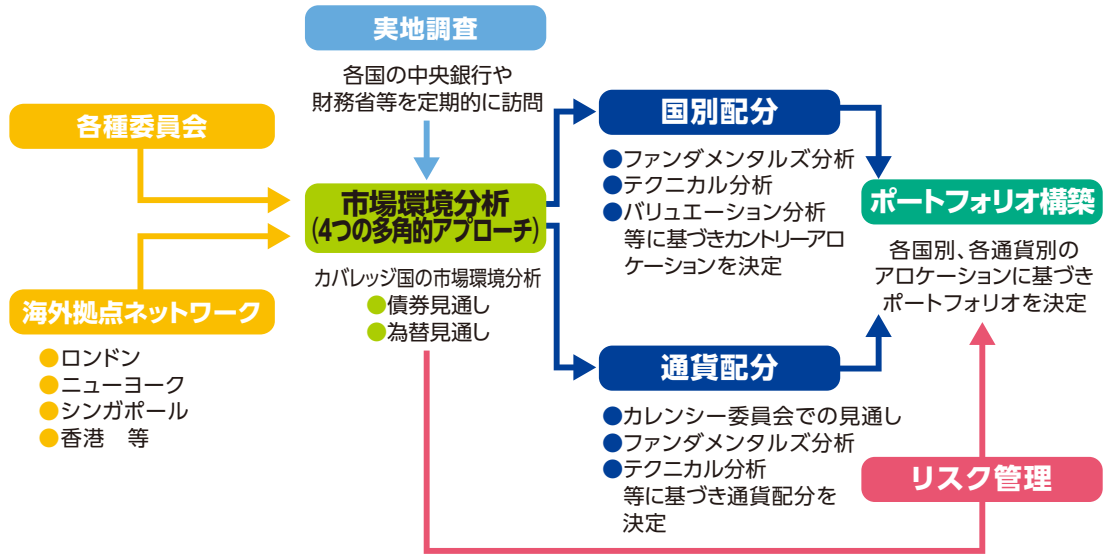 実地調査
各国の中央銀行や
財務省等を定期的に訪問
各種委員会
海外拠点ネットワーク
●ロンドン
●ニューヨーク
●シンガポール
●香港　等
市場環境分析
(4つの多角的アプローチ)
カバレッジ国の市場環境分析
●債券見通し
●為替見通し
国別配分
●ファンダメンタルズ分析
●テクニカル分析
●バリュエーション分析
等に基づきカントリーアロ
ケーションを決定
通貨配分
●カレンシー委員会での見通し
●ファンダメンタルズ分析
●テクニカル分析
等に基づき通貨配分を
決定
ポートフォリオ構築
各国別、各通貨別の
アロケーションに基づき
ポートフォリオを決定
リスク管理